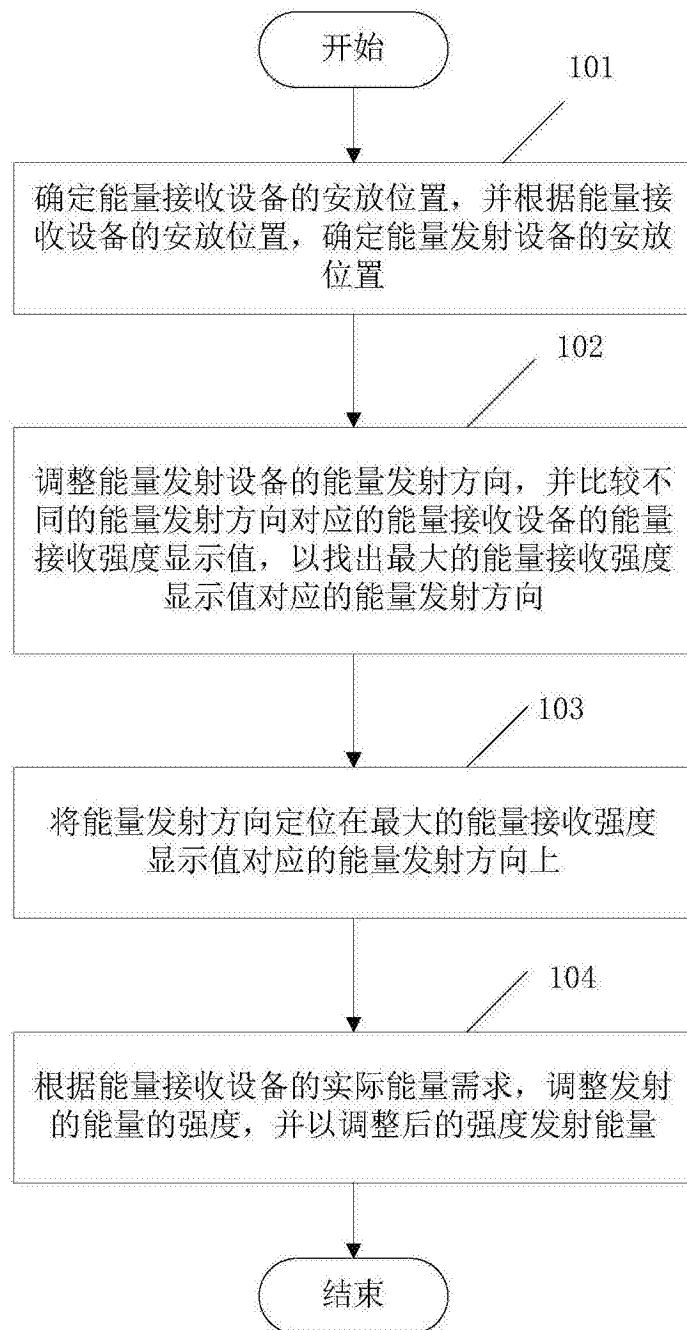 开始
101
确定能量接收设备的安放位置，并根据能量接
收设备的安放位置，确定能量发射设备的安放
位置
102
调整能量发射设备的能量发射方向，并比较不
同的能量发射方向对应的能量接收设备的能量
接收强度显示值，以找出最大的能量接收强度
显示值对应的能量发射方向
103
将能量发射方向定位在最大的能量接收强度
显示值对应的能量发射方向上
104
根据能量接收设备的实际能量需求，调整发射
的能量的强度，并以调整后的强度发射能量
结束